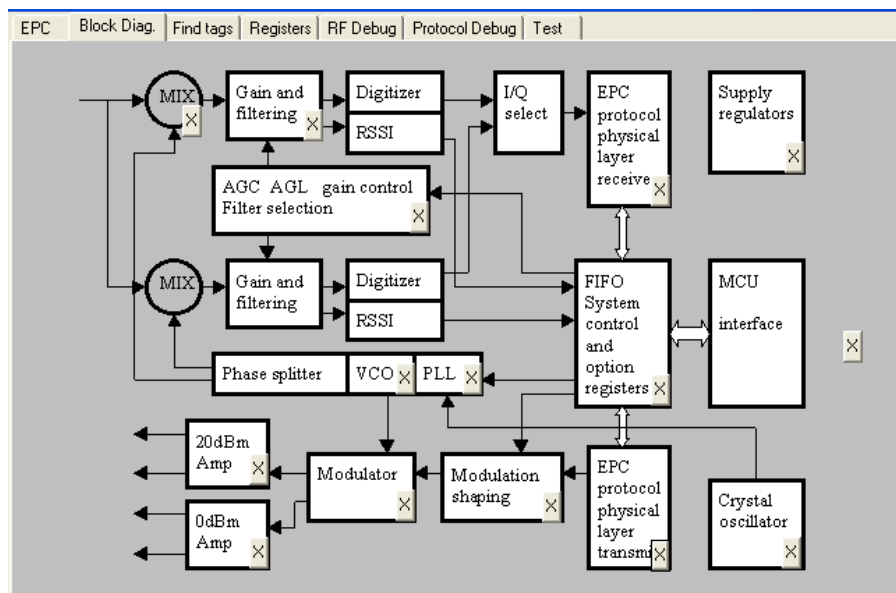 EPC Block Diag. Find tags Registers RF Debug Protocol Debug Test
MIX
X
Gain and
filtering
X
Digitizer
RSSI
I/Q
select
EPC
protocol
physical
layer
receive
X
Supply
regulators
X
AGC AGL gain control
Filter selection
X
MIX
Gain and
filtering
Digitizer
RSSI
FIFO
System
control
and
option
registers
X
MCU
interface
X
Phase splitter
VCO
X
PLL
X
20dBm
Amp
X
Modulator
X
Modulation
shaping
X
EPC
protocol
physical
layer
transmi
X
Crystal
oscillator
X
0dBm
Amp
X